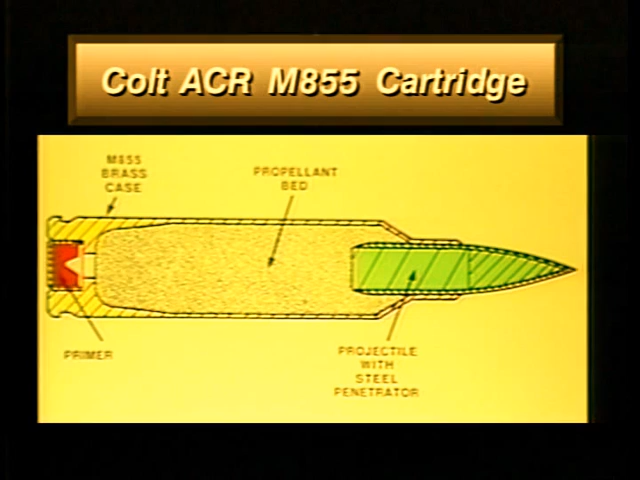 Colt ACR M855 Cartridge
M855
BRASS
CASE
PROPELLANT
BED
PRIMER
PROJECTILE
WITH
STEEL
PENETRATOR